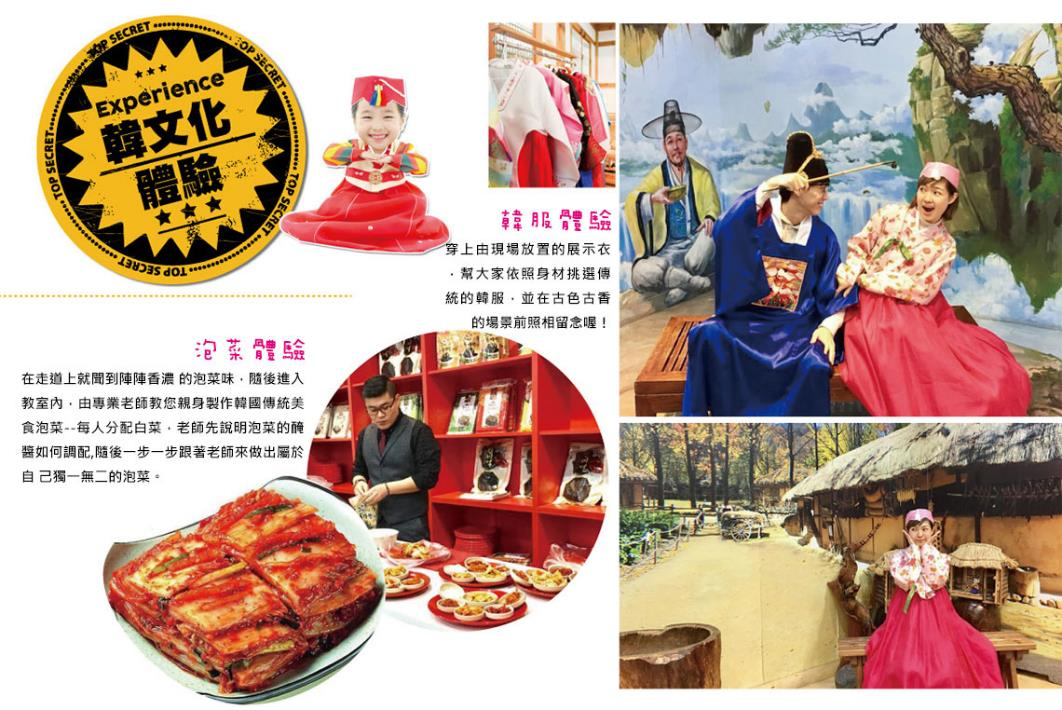 TOP SECRET
TOP SECRET
TOP SECRET
TOP SECRET
TOP SECRET
Experience
韓文化
體驗
韓服體驗
穿上由現場放置的展示衣
，幫大家依照身材挑選傳
統的韓服，並在古色古香
的場景前照相留念喔！
泡菜體驗
在走道上就聞到陣陣香濃 的泡菜味，隨後進入
教室內，由專業老師教您親身製作韓國傳統美
食泡菜--每人分配白菜，老師先說明泡菜的醃
醬如何調配,隨後一步一步跟著老師來做出屬於
自 己獨一無二的泡菜。